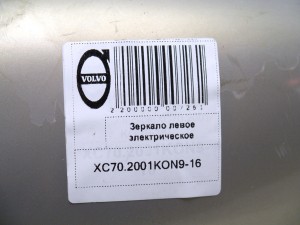 VOLVO
Зеркало левое
электрическое
XC70.2001KON9-16